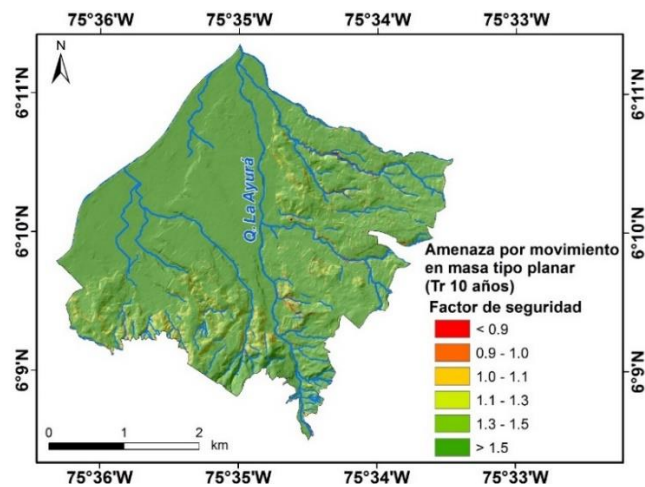 75°36'W 75°35'W 75°34'W 75°33'W
N
6°11'N
6°11'N
Q. La Ayurá
6°10'N
6°10'N
Amenaza por movimiento
en masa tipo planar
(Tr 10 años)
Factor de seguridad
< 0.9
0.9 - 1.0
1.0 - 1.1
1.1 - 1.3
1.3 - 1.5
> 1.5
6°9'N
6°9'N
0 1 2
km
75°36'W 75°35'W 75°34'W 75°33'W